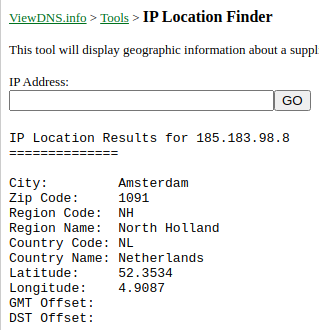 ViewDNS.info > Tools > IP Location Finder
This tool will display geographic information about a
IP Address:
GO
IP Location Results for 185.183.98.8
==============
City: Amsterdam
Zip Code: 1091
Region Code: NH
Region Name: North Holland
Country Code: NL
Country Name: Netherlands
Latitude: 52.3534
Longitude: 4.9087
GMT Offset:
DST Offset: